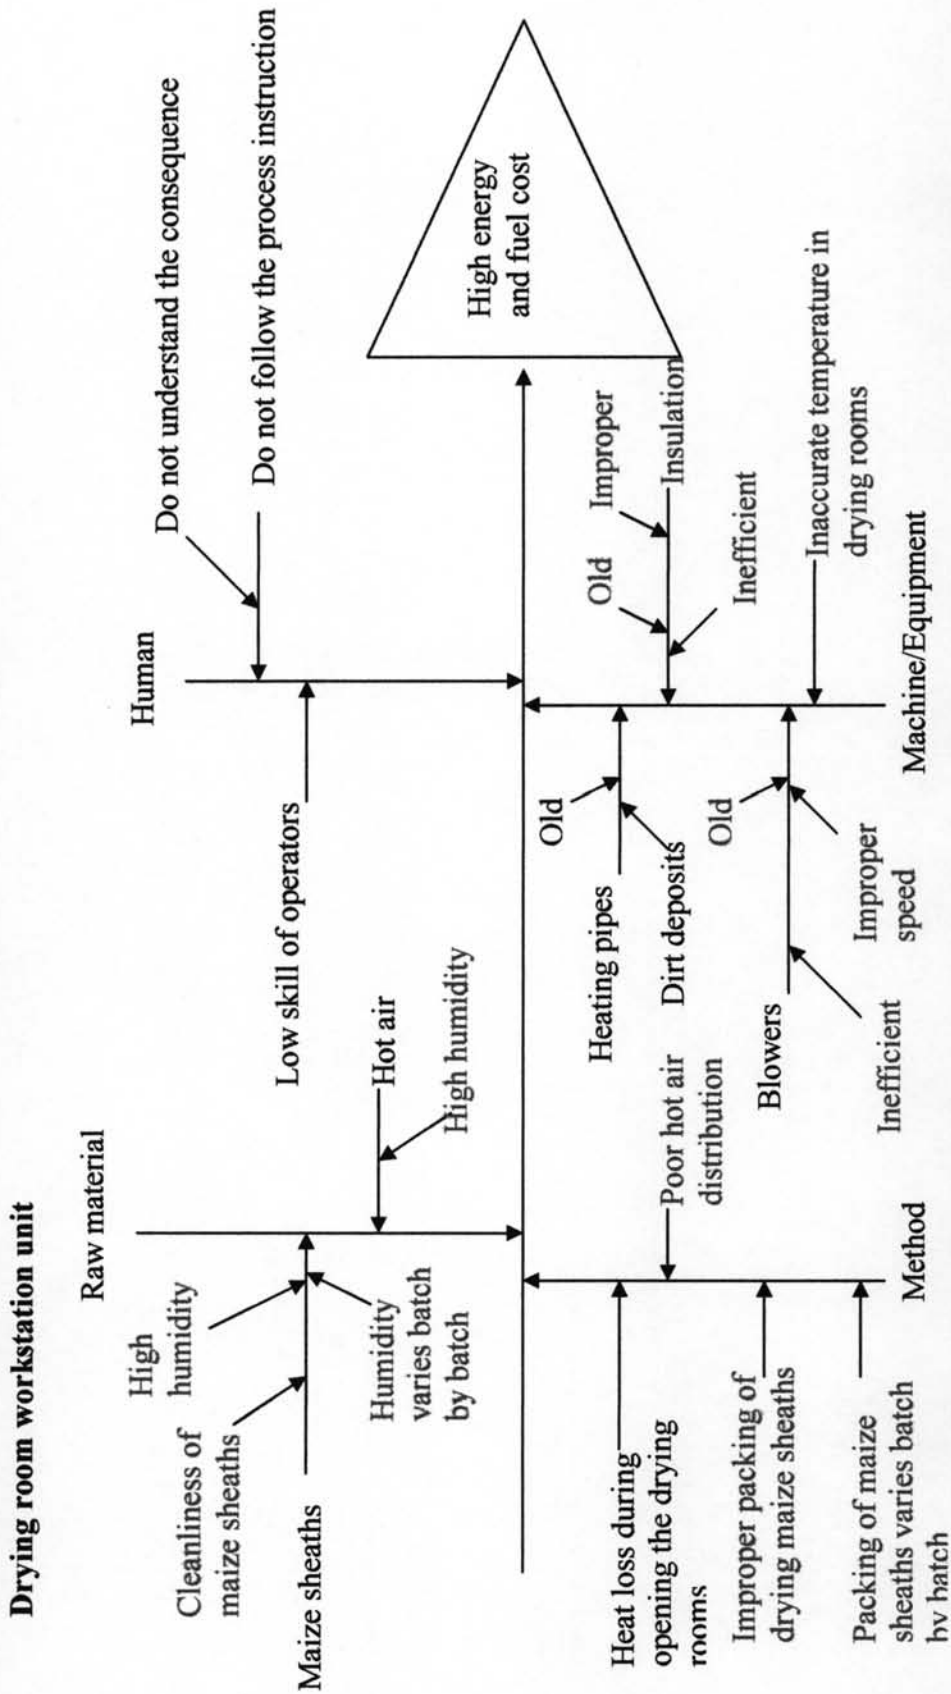 Drying room workstation unit
Raw material
Human
High
humidity
Cleanliness of
maize sheaths
Maize sheaths
Humidity
varies batch
by batch
Hot air
High humidity
Low skill of operators
Do not understand the consequence
Do not follow the process instruction
High energy
and fuel cost
Heat loss during
opening the drying
rooms
Poor hot air
distribution
Improper packing of
drying maize sheaths
Packing of maize
sheaths varies batch
by batch
Method
Heating pipes
Old
Dirt deposits
Blowers
Old
Improper
speed
Inefficient
Old
Improper
Insulation
Inefficient
Inaccurate temperature in
drying rooms
Machine/Equipment